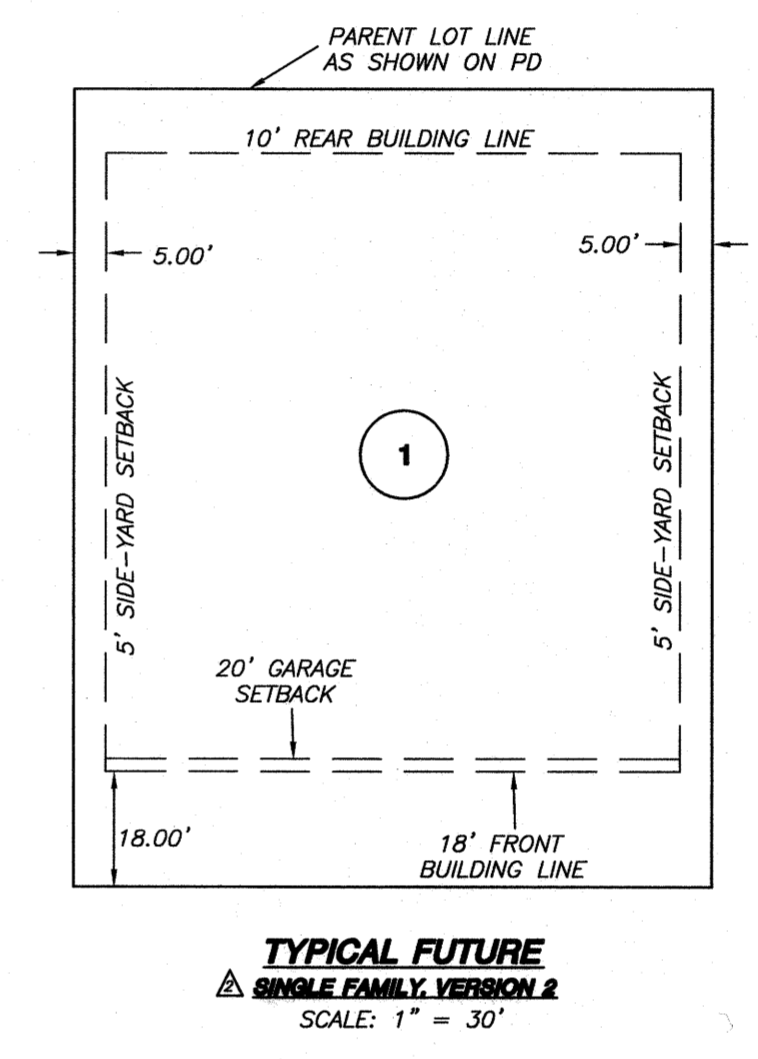 PARENT LOT LINE
AS SHOWN ON PD
10' REAR BUILDING LINE
5.00'
5.00'
5' SIDE-YARD SETBACK
5' SIDE-YARD SETBACK
1
20' GARAGE
SETBACK
18.00'
18' FRONT
BUILDING LINE
TYPICAL FUTURE
2 SINGLE FAMILY, VERSION 2
SCALE: 1" = 30'